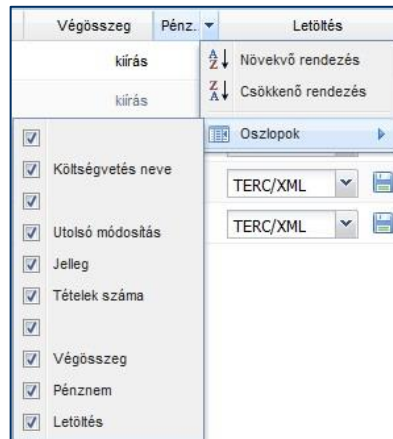 Végösszeg Pénz.. Letöltés
kiírás
kiírás
Növekvő rendezés
Csökkenő rendezés
Oszlopok
Költségvetés neve
Utolsó módosítás
Jelleg
Tételek száma
Végösszeg
Pénznem
Letöltés
TERC/XML
TERC/XML